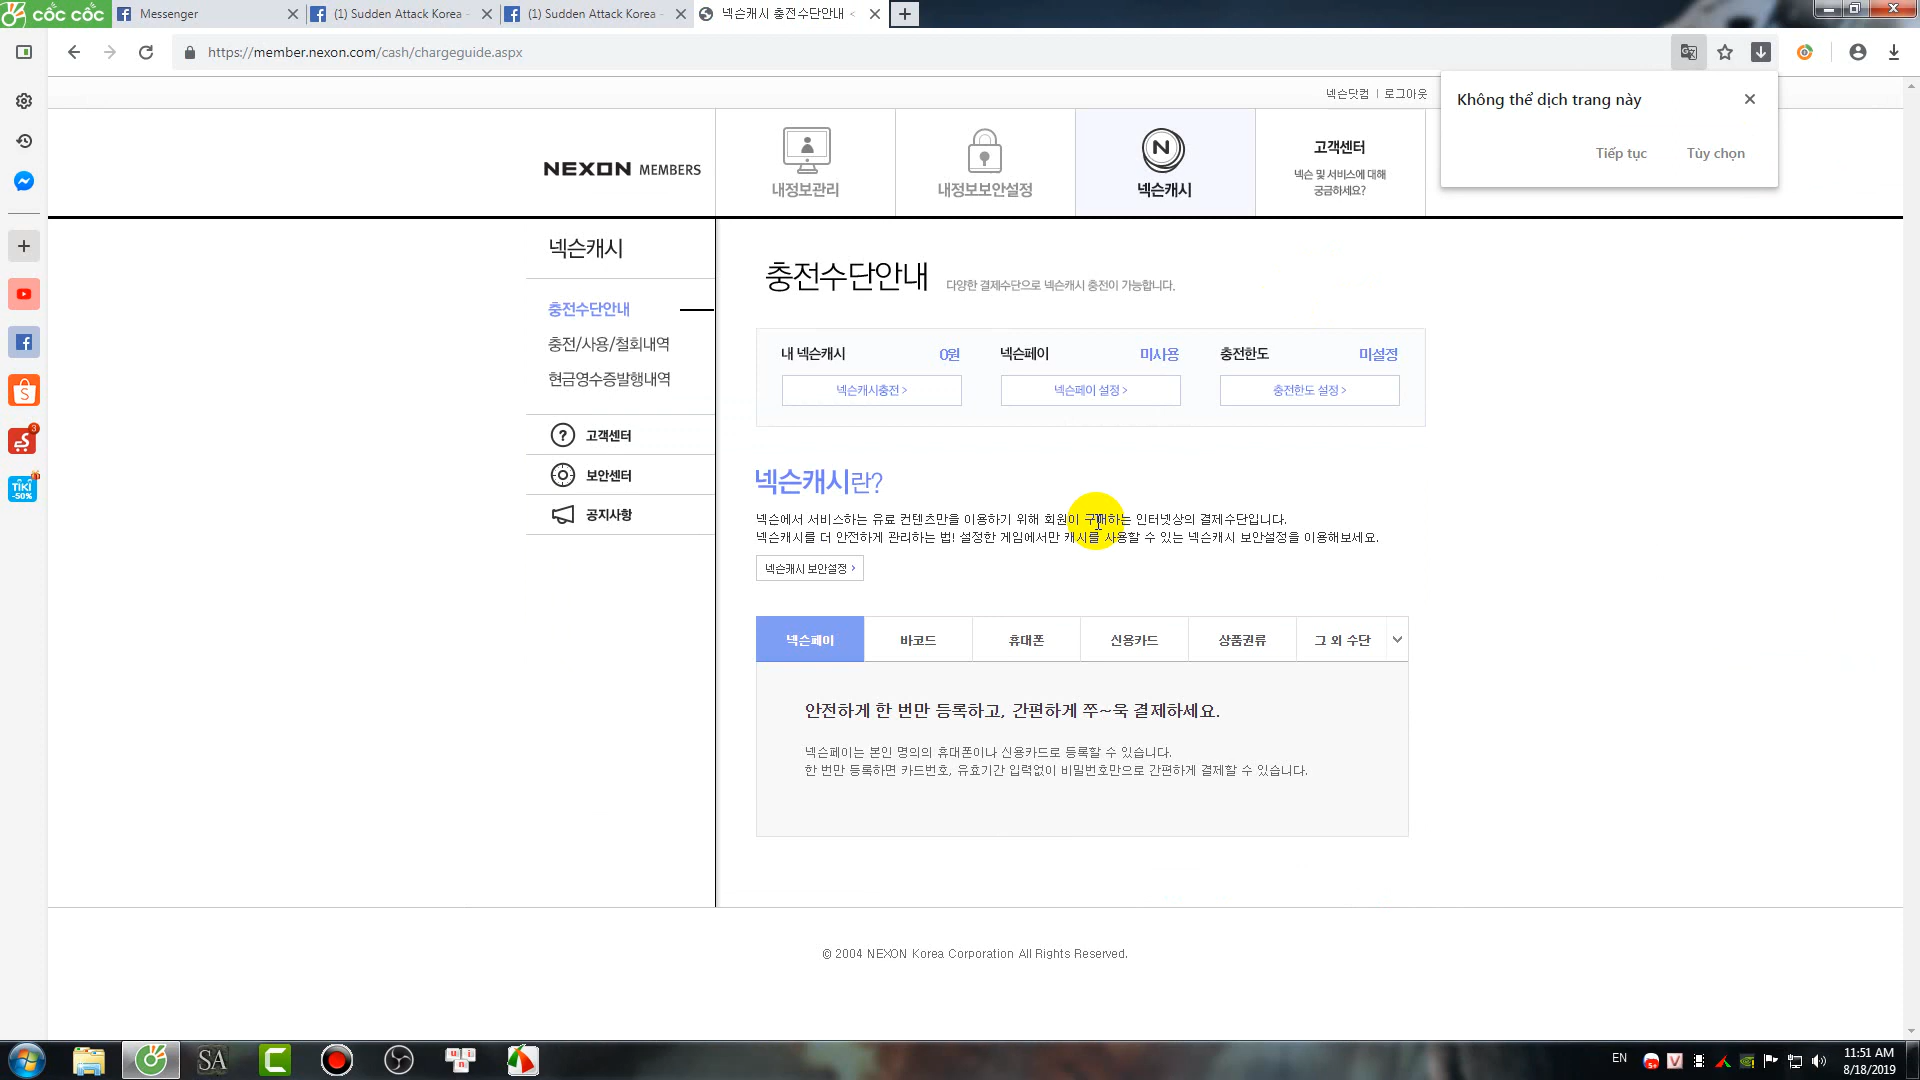 cốc cốc
Messenger
(1) Sudden Attack Korea -
(1) Sudden Attack Korea -
넥슨캐시 충전수단안내 <
https://member.nexon.com/cash/chargeguide.aspx
Không thể dịch trang này
Tiếp tục
Tùy chọn
넥슨닷컴 | 로그아웃
NEXON MEMBERS
내정보관리
내정보보안설정
N
넥슨캐시
고객센터
넥슨 및 서비스에 대해
궁금하세요?
넥슨캐시
충전수단안내
충전/사용/철회내역
현금영수증발행내역
? 고객센터
보안센터
공지사항
충전수단안내 다양한 결제수단으로 넥슨캐시 충전이 가능합니다.
내 넥슨캐시 0원
넥슨캐시충전 >
넥슨페이 미사용
넥슨페이 설정 >
충전한도 미설정
충전한도 설정 >
넥슨캐시란?
넥슨에서 서비스하는 유료 컨텐츠만을 이용하기 위해 회원이 구매하는 인터넷상의 결제수단입니다.
넥슨캐시를 더 안전하게 관리하는 법! 설정한 게임에서만 캐시를 사용할 수 있는 넥슨캐시 보안설정을 이용해보세요.
넥슨캐시 보안설정 >
넥슨페이 바코드 휴대폰 신용카드 상품권류 그 외 수단
안전하게 한 번만 등록하고, 간편하게 쭈~욱 결제하세요.
넥슨페이는 본인 명의의 휴대폰이나 신용카드로 등록할 수 있습니다.
한 번만 등록하면 카드번호, 유효기간 입력없이 비밀번호만으로 간편하게 결제할 수 있습니다.
© 2004 NEXON Korea Corporation All Rights Reserved.
3
TIKI
-50%
SA
EN
11:51 AM
8/18/2019